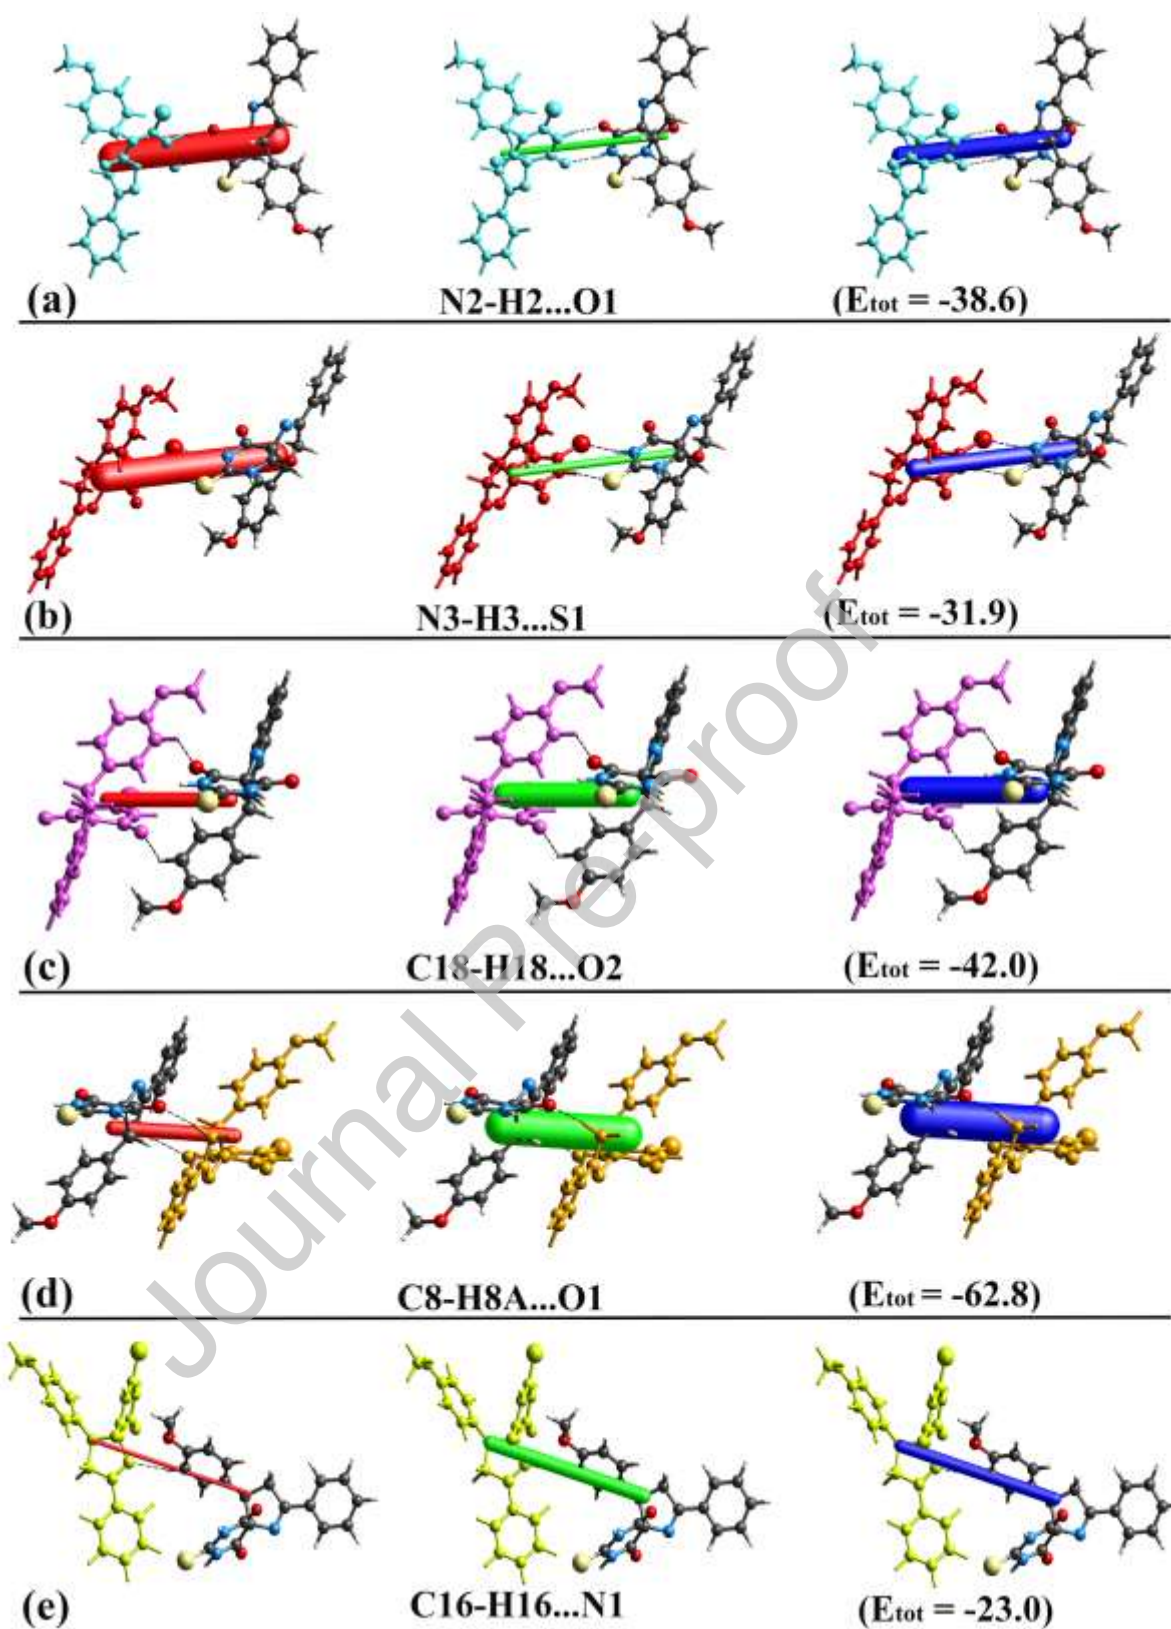 (a) N2-H2...O1 (Etot = -38.6)
(b) N3-H3...S1 (Etot = -31.9)
(c) C18-H18...O2 (Etot = -42.0)
(d) C8-H8A...O1 (Etot = -62.8)
(e) C16-H16...N1 (Etot = -23.0)
Journal Pre-proof